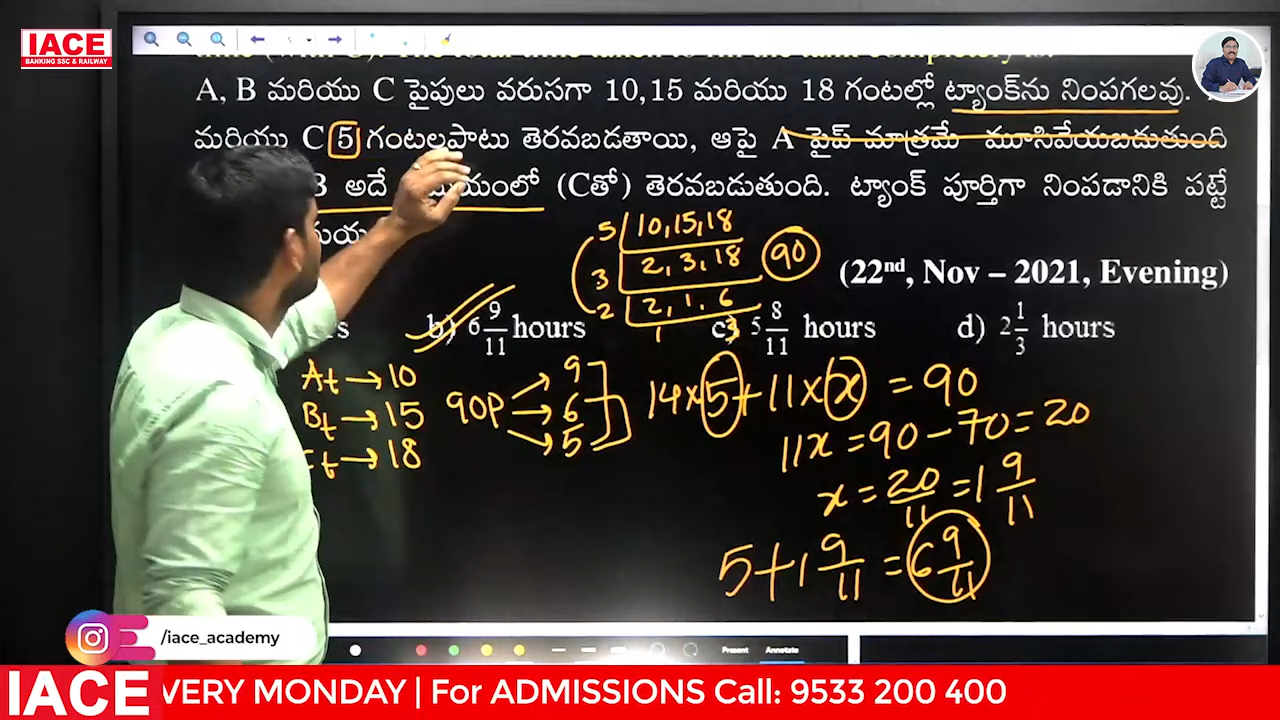 IACE
BANKING SSC & RAILWAY
A, B మరియు C పైపులు వరుసగా 10,15 మరియు 18 గంటల్లో ట్యాంక్‌ను నింపగలవు.
మరియు C 5 గంటలపాటు తెరవబడతాయి, ఆపై A పైప్ మాత్రమే మూసివేయబడుతుంది
B అదే (Cతో) తెరవబడుతుంది. ట్యాంక్ పూర్తిగా నింపడానికి పట్టే
5 | 10,15,18
3 | 2, 3, 18 90
2 | 2, 1, 6
1 3
(22nd, Nov – 2021, Evening)
b) 6 9/11 hours c) 5 8/11 hours d) 2 1/3 hours
At → 10
Bt → 15
→ 18
90P → 9
→ 6
→ 5
14×5+11×x = 90
11x = 90-70=20
x = 20/11 = 1 9/11
5+1 9/11 = 6 9/11
/iace_academy
Present Annotate
IACE VERY MONDAY | For ADMISSIONS Call: 9533 200 400